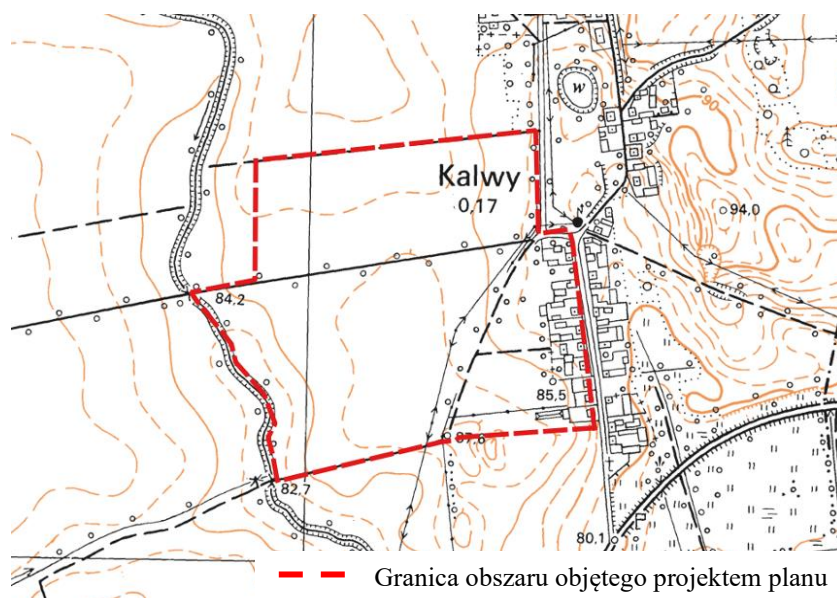 W
90
Kalwy
0,17
94,0
84,2
85,5
87,6
82,7
80,1
Granica obszaru objętego projektem planu